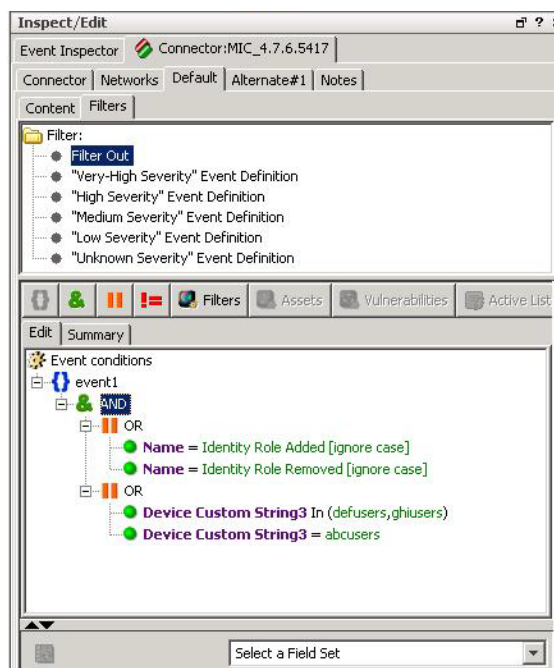 Inspect/Edit
Event Inspector Connector:MIC_4.7.6.5417
Connector Networks Default Alternate#1 Notes
Content Filters
Filter:
Filter Out
"Very-High Severity" Event Definition
"High Severity" Event Definition
"Medium Severity" Event Definition
"Low Severity" Event Definition
"Unknown Severity" Event Definition
{} & != Filters Assets Vulnerabilities Active List
Edit Summary
Event conditions
{} event1
& AND
OR
Name = Identity Role Added [ignore case]
Name = Identity Role Removed [ignore case]
OR
Device Custom String3 In (defusers,ghiusers)
Device Custom String3 = abcusers
Select a Field Set